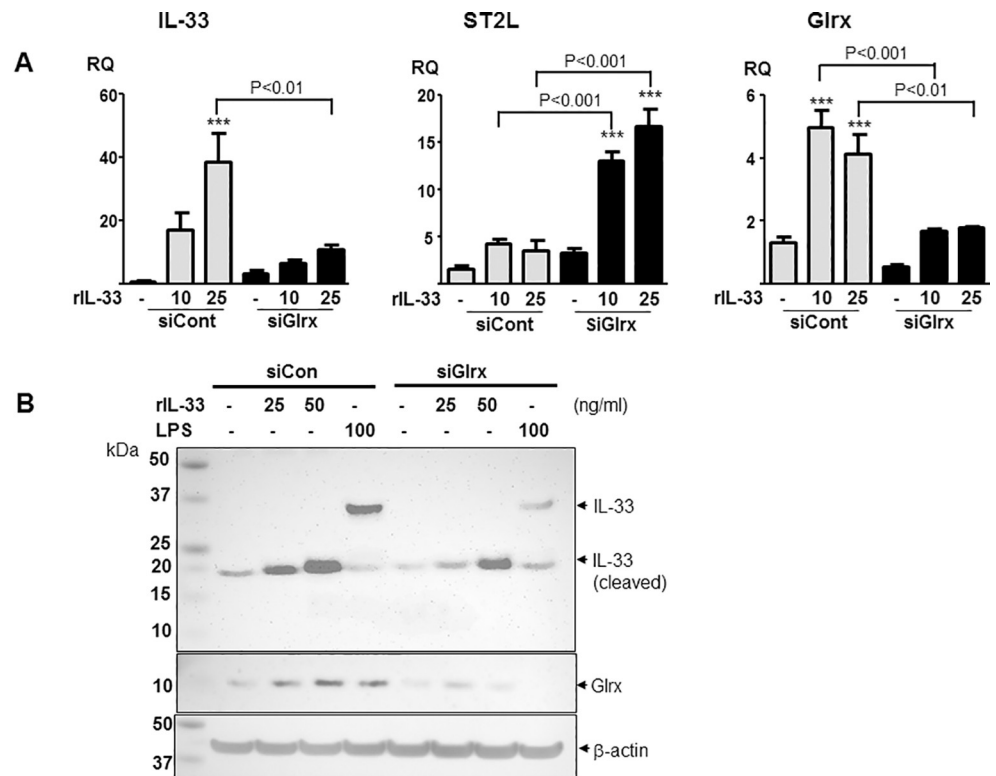 IL-33 ST2L Glrx
A
RQ RQ RQ
P<0.01
P<0.001
P<0.001
P<0.001
P<0.01
*** *** *** *** ***
60
40
20
20
15
10
5
6
4
2
rIL-33 - 10 25 - 10 25
siCont siGlrx
rIL-33 - 10 25 - 10 25
siCont SiGlrx
rIL-33 - 10 25 - 10 25
siCont siGlrx
B
siCon siGlrx
rIL-33 - 25 50 - - 25 50 - (ng/ml)
LPS - - - 100 - - - 100
kDa
50
37
25
20
15
10
IL-33
IL-33
(cleaved)
10 Glrx
50
37
β-actin